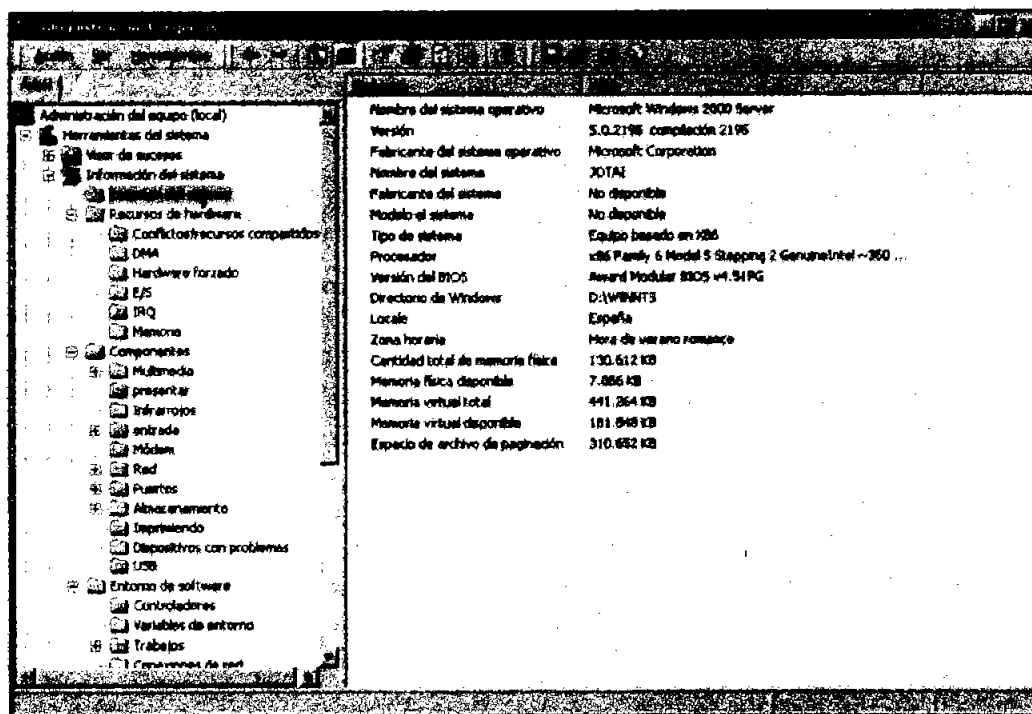 Administración del equipo (local)
Herramientas del sistema
Visor de sucesos
Información del sistema
Recursos de hardware
Conflictos/recursos compartidos
DMA
Hardware forzado
E/S
IRQ
Memoria
Componentes
Multimedia
presentar
Infrarrojos
entrada
Módem
Red
Puertos
Almacenamiento
Imprimiendo
Dispositivos con problemas
USB
Entorno de software
Controladores
Variables de entorno
Trabajos
Conexiones de red
Nombre del sistema operativo Microsoft Windows 2000 Server
Versión 5.0.2195 compilación 2195
Fabricante del sistema operativo Microsoft Corporation
Nombre del sistema JOTAE
Fabricante del sistema No disponible
Modelo el sistema No disponible
Tipo de sistema Equipo basado en X86
Procesador x86 Family 6 Model 5 Stepping 2 GenuineIntel ~350 ...
Versión del BIOS Award Modular BIOS v4.51PG
Directorio de Windows D:\WINNT5
Locale España
Zona horaria Hora de verano romance
Cantidad total de memoria física 130.612 KB
Memoria física disponible 7.866 KB
Memoria virtual total 441.264 KB
Memoria virtual disponible 181.848 KB
Espacio de archivo de paginación 310.652 KB